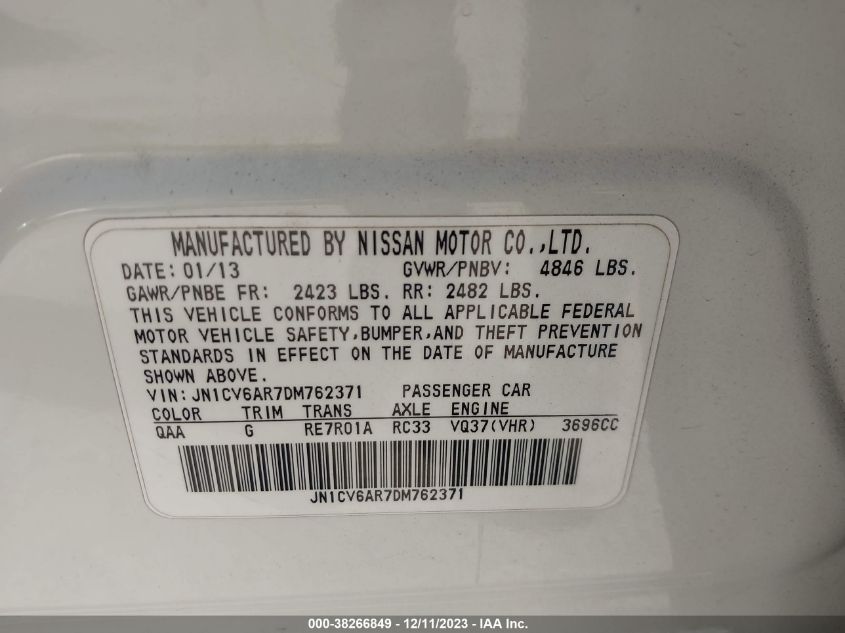 MANUFACTURED BY NISSAN MOTOR CO.,LTD.
DATE: 01/13 GVWR/PNBV: 4846 LBS.
GAWR/PNBE FR: 2423 LBS. RR: 2482 LBS.
THIS VEHICLE CONFORMS TO ALL APPLICABLE FEDERAL
MOTOR VEHICLE SAFETY,BUMPER,AND THEFT PREVENTION
STANDARDS IN EFFECT ON THE DATE OF MANUFACTURE
SHOWN ABOVE.
VIN: JN1CV6AR7DM762371 PASSENGER CAR
COLOR TRIM TRANS AXLE ENGINE
QAA G RE7R01A RC33 VQ37(VHR) 3696CC
JN1CV6AR7DM762371
000-38266849 - 12/11/2023 - IAA Inc.